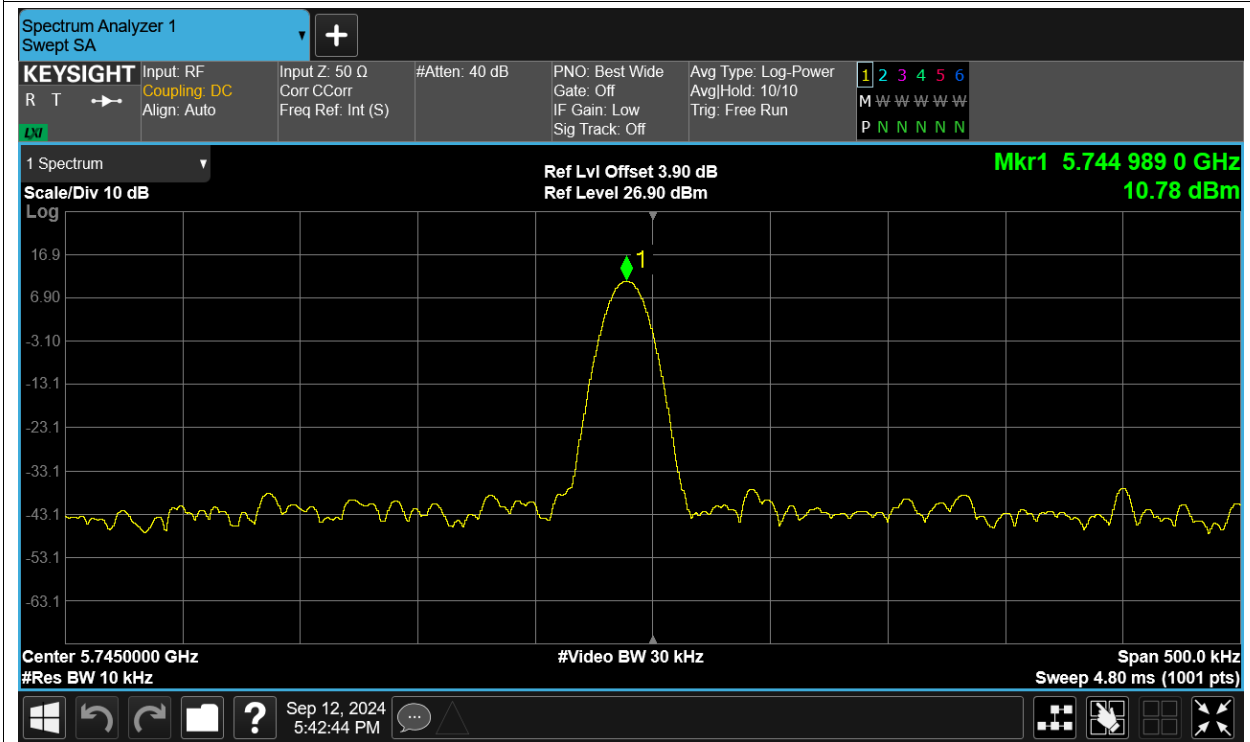 Spectrum Analyzer 1
Swept SA
+
KEYSIGHT
R T
LXI
Input: RF
Coupling: DC
Align: Auto
Input Z: 50 Ω
Corr CCorr
Freq Ref: Int (S)
#Atten: 40 dB
PNO: Best Wide
Gate: Off
IF Gain: Low
Sig Track: Off
Avg Type: Log-Power
Avg|Hold: 10/10
Trig: Free Run
1 2 3 4 5 6
M W W W W W
P N N N N N
1 Spectrum
Scale/Div 10 dB
Ref Lvl Offset 3.90 dB
Ref Level 26.90 dBm
Mkr1 5.744 989 0 GHz
10.78 dBm
Log
1
16.9
6.90
-3.10
-13.1
-23.1
-33.1
-43.1
-53.1
-63.1
Center 5.7450000 GHz
#Video BW 30 kHz
Span 500.0 kHz
#Res BW 10 kHz
Sweep 4.80 ms (1001 pts)
?
Sep 12, 2024
5:42:44 PM